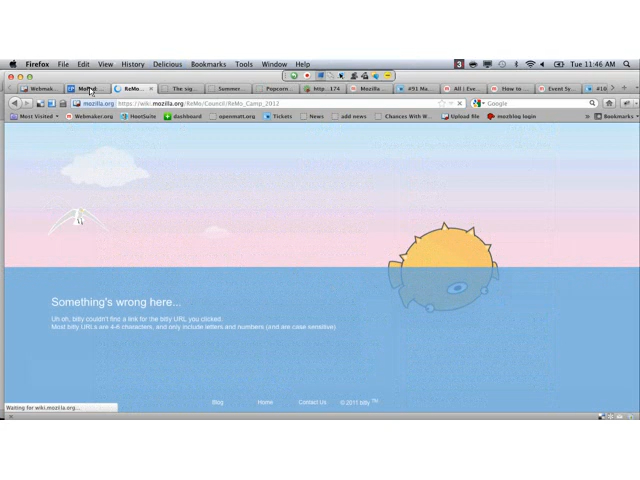 Firefox File Edit View History Delicious Bookmarks Tools Window Help 3 Tue 11:46 AM
Webmak... ReMo... The sig... Summer... Popcorn... http...174 Mozilla ... #91 Ma... All | Eve... How to ... Event Sy... #10
mozilla.org https://wiki.mozilla.org/ReMo/Council/ReMo_Camp_2012 Google
Most Visited Webmaker.org HootSuite dashboard openmatt.org Tickets News add news Chances With W... Upload file mozblog login Bookmarks
Something's wrong here...
Uh oh, bitly couldn't find a link for the bitly URL you clicked.
Most bitly URLs are 4-6 characters, and only include letters and numbers (and are case sensitive)
Blog Home Contact Us © 2011 bitly TM
Waiting for wiki.mozilla.org...